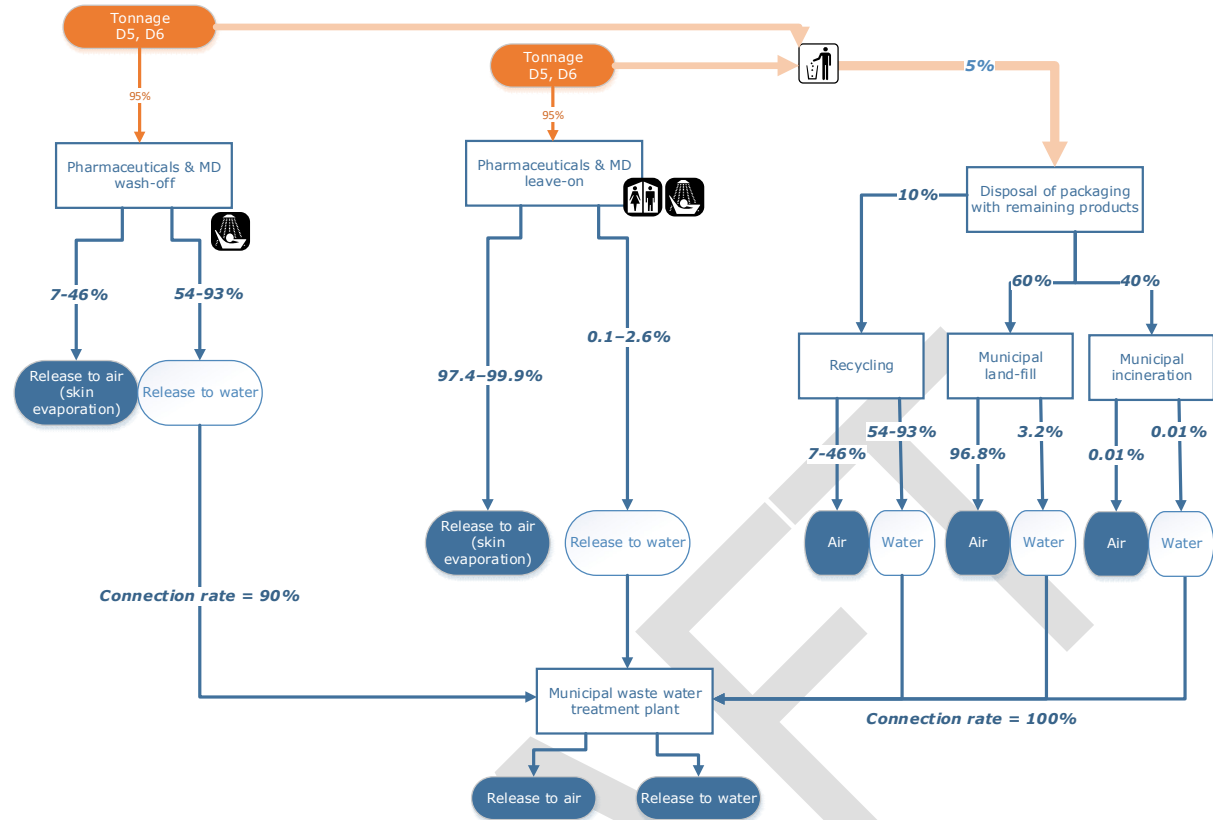 Tonnage
D5, D6
Tonnage
D5, D6
5%
95%
95%
Pharmaceuticals & MD
wash-off
Pharmaceuticals & MD
leave-on
Disposal of packaging
with remaining products
10%
7-46%
54-93%
60%
40%
0.1–2.6%
97.4–99.9%
Release to air
(skin
evaporation)
Release to water
Recycling
Municipal
land-fill
Municipal
incineration
7-46%
54-93%
96.8%
3.2%
0.01%
0.01%
Release to air
(skin
evaporation)
Release to water
Air
Water
Air
Water
Air
Water
Connection rate = 90%
Municipal waste water
treatment plant
Connection rate = 100%
Release to air
Release to water